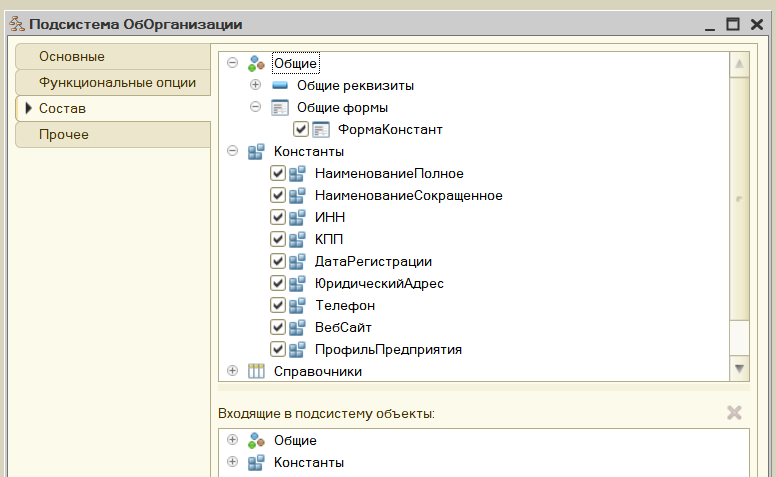 Подсистема ОбОрганизации
Основные
Функциональные опции
Состав
Прочее
Общие
Общие реквизиты
Общие формы
ФормаКонстант
Константы
НаименованиеПолное
НаименованиеСокращенное
ИНН
КПП
ДатаРегистрации
ЮридическийАдрес
Телефон
ВебСайт
ПрофильПредприятия
Справочники
Входящие в подсистему объекты:
Общие
Константы